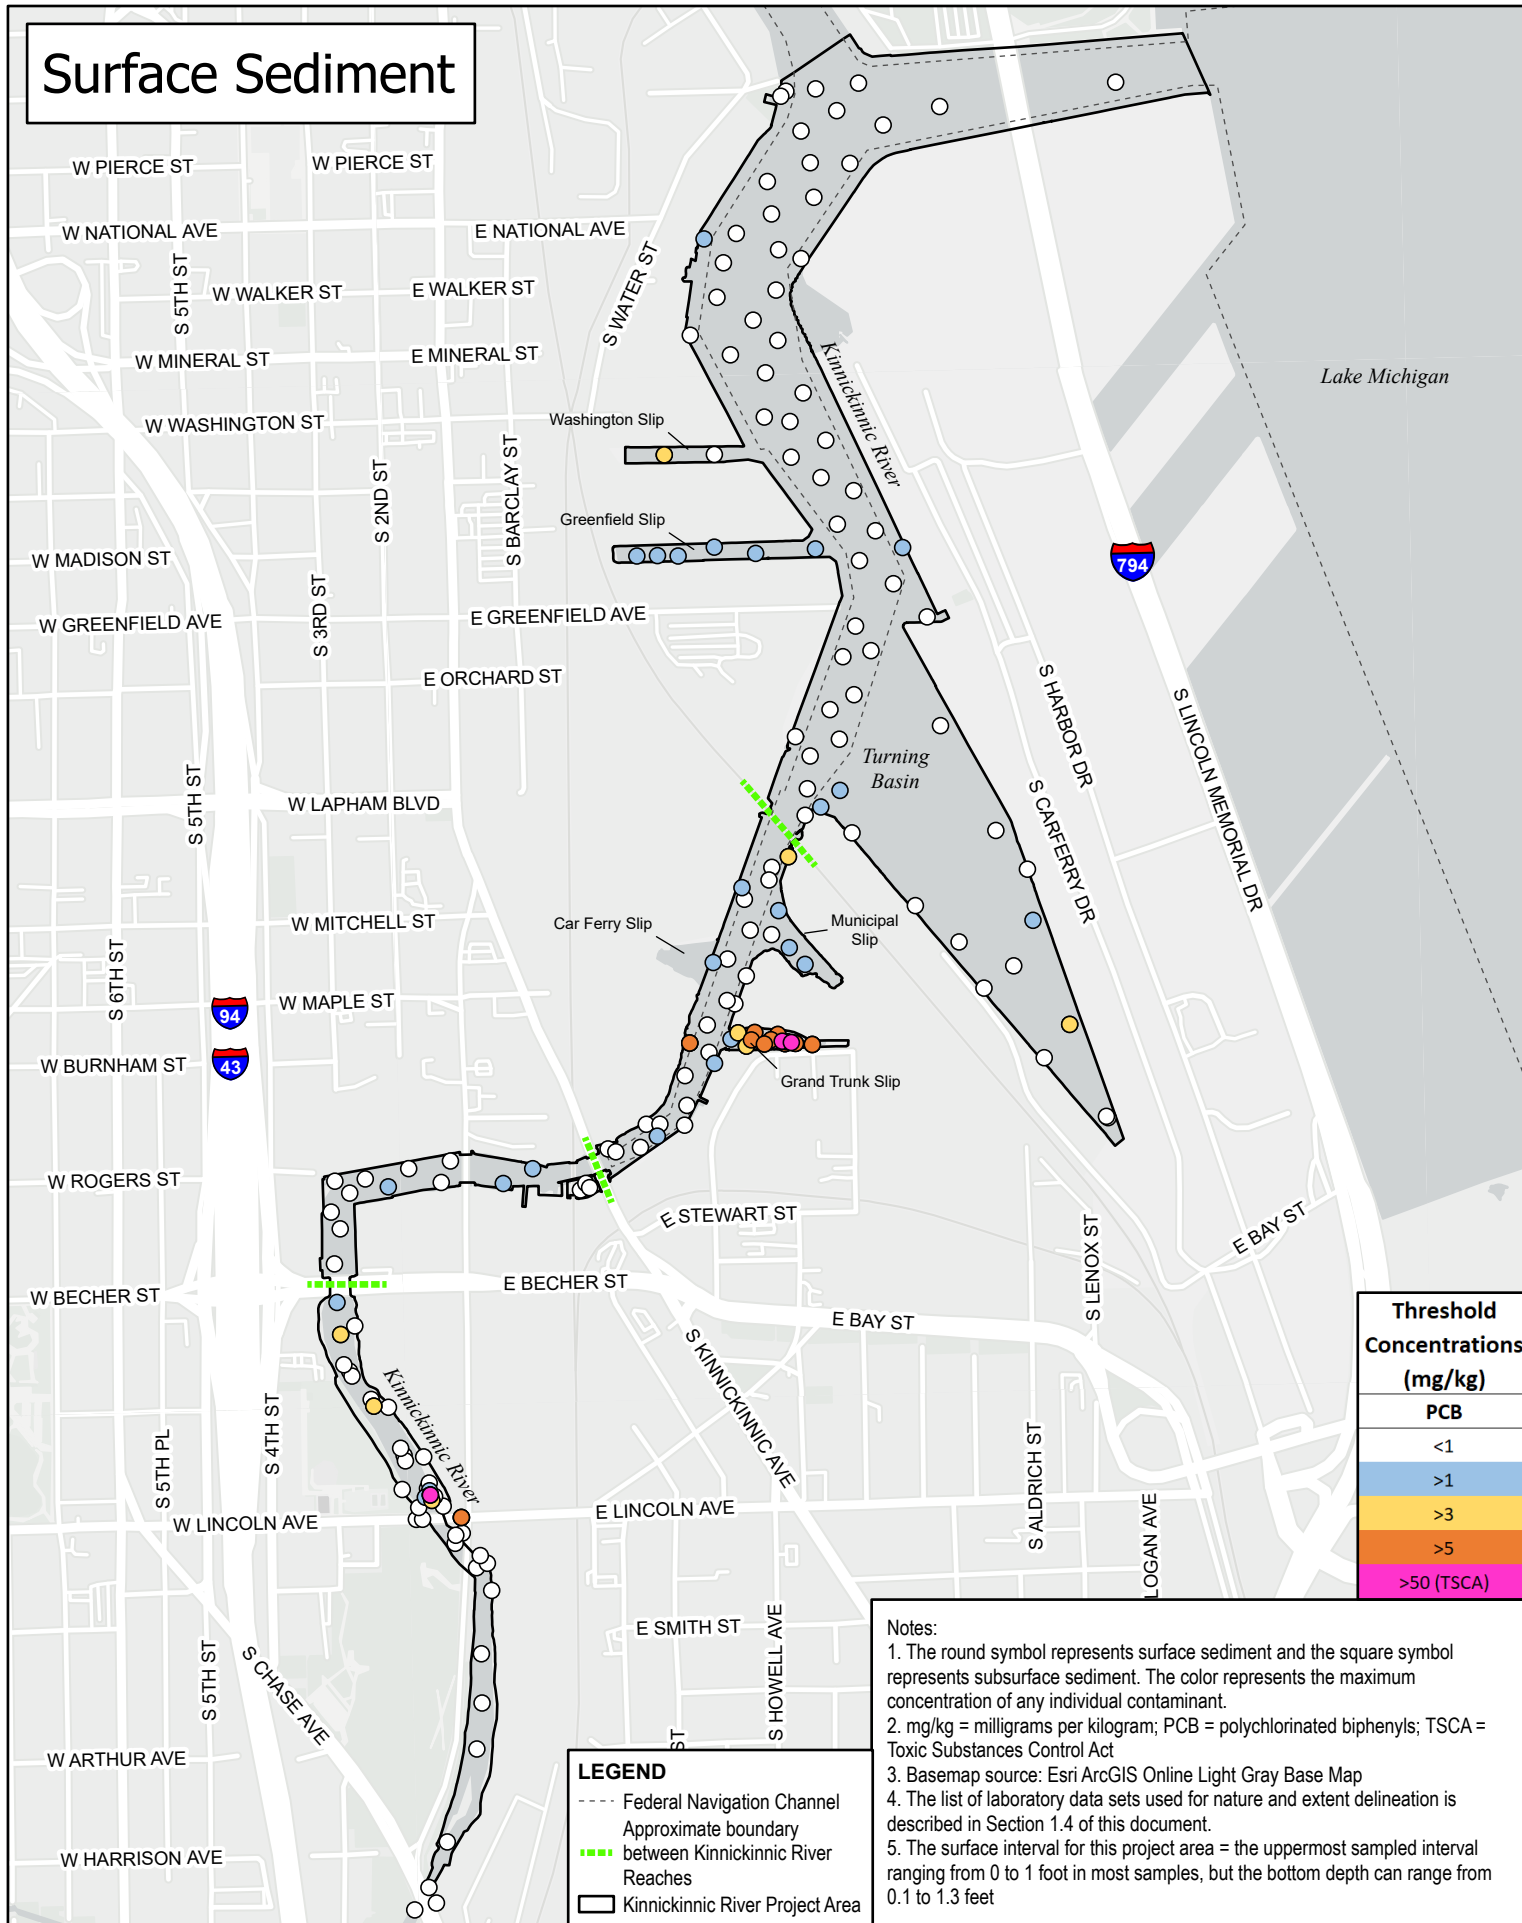 Surface Sediment
W PIERCE ST
W PIERCE ST
W NATIONAL AVE
E NATIONAL AVE
S 5TH ST
W WALKER ST
E WALKER ST
S WATER ST
W MINERAL ST
E MINERAL ST
Kinnickinnic River
Lake Michigan
W WASHINGTON ST
Washington Slip
S 2ND ST
S BARCLAY ST
Greenfield Slip
W MADISON ST
794
S 3RD ST
W GREENFIELD AVE
E GREENFIELD AVE
E ORCHARD ST
S HARBOR DR
S LINCOLN MEMORIAL DR
Turning
Basin
S 5TH ST
W LAPHAM BLVD
S CARFERRY DR
W MITCHELL ST
Car Ferry Slip
Municipal
Slip
S 6TH ST
W MAPLE ST
94
W BURNHAM ST
43
Grand Trunk Slip
W ROGERS ST
E STEWART ST
S LENOX ST
E BAY ST
W BECHER ST
E BECHER ST
E BAY ST
S KINNICKINNIC AVE
Kinnickinnic River
S 4TH ST
S 5TH PL
S ALDRICH ST
LOGAN AVE
W LINCOLN AVE
E LINCOLN AVE
Threshold
Concentrations
(mg/kg)
PCB
<1
>1
>3
>5
>50 (TSCA)
E SMITH ST
S HOWELL AVE
S 5TH ST
S CHASE AVE
ST
W ARTHUR AVE
W HARRISON AVE
LEGEND
Federal Navigation Channel
Approximate boundary
between Kinnickinnic River
Reaches
Kinnickinnic River Project Area
Notes:
1. The round symbol represents surface sediment and the square symbol
represents subsurface sediment. The color represents the maximum
concentration of any individual contaminant.
2. mg/kg = milligrams per kilogram; PCB = polychlorinated biphenyls; TSCA =
Toxic Substances Control Act
3. Basemap source: Esri ArcGIS Online Light Gray Base Map
4. The list of laboratory data sets used for nature and extent delineation is
described in Section 1.4 of this document.
5. The surface interval for this project area = the uppermost sampled interval
ranging from 0 to 1 foot in most samples, but the bottom depth can range from
0.1 to 1.3 feet